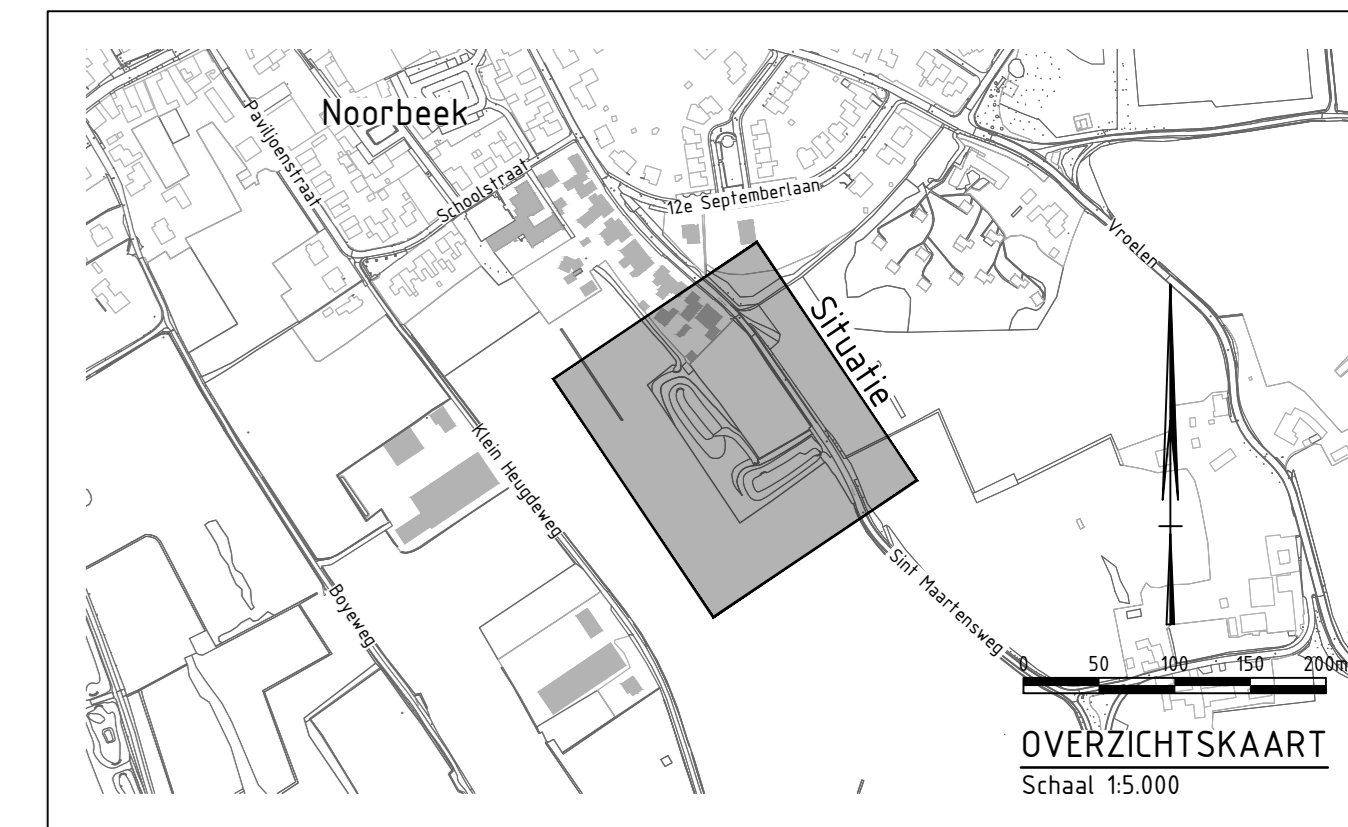 Noorbeek
Paviljoenstraat
Schoolstraat
12e Septemberlaan
Vroelen
Situatie
Klein Heugdeweg
Boyeweg
Sint Maartensweg
0 50 100 150 200m
OVERZICHTSKAART
Schaal 1:5.000